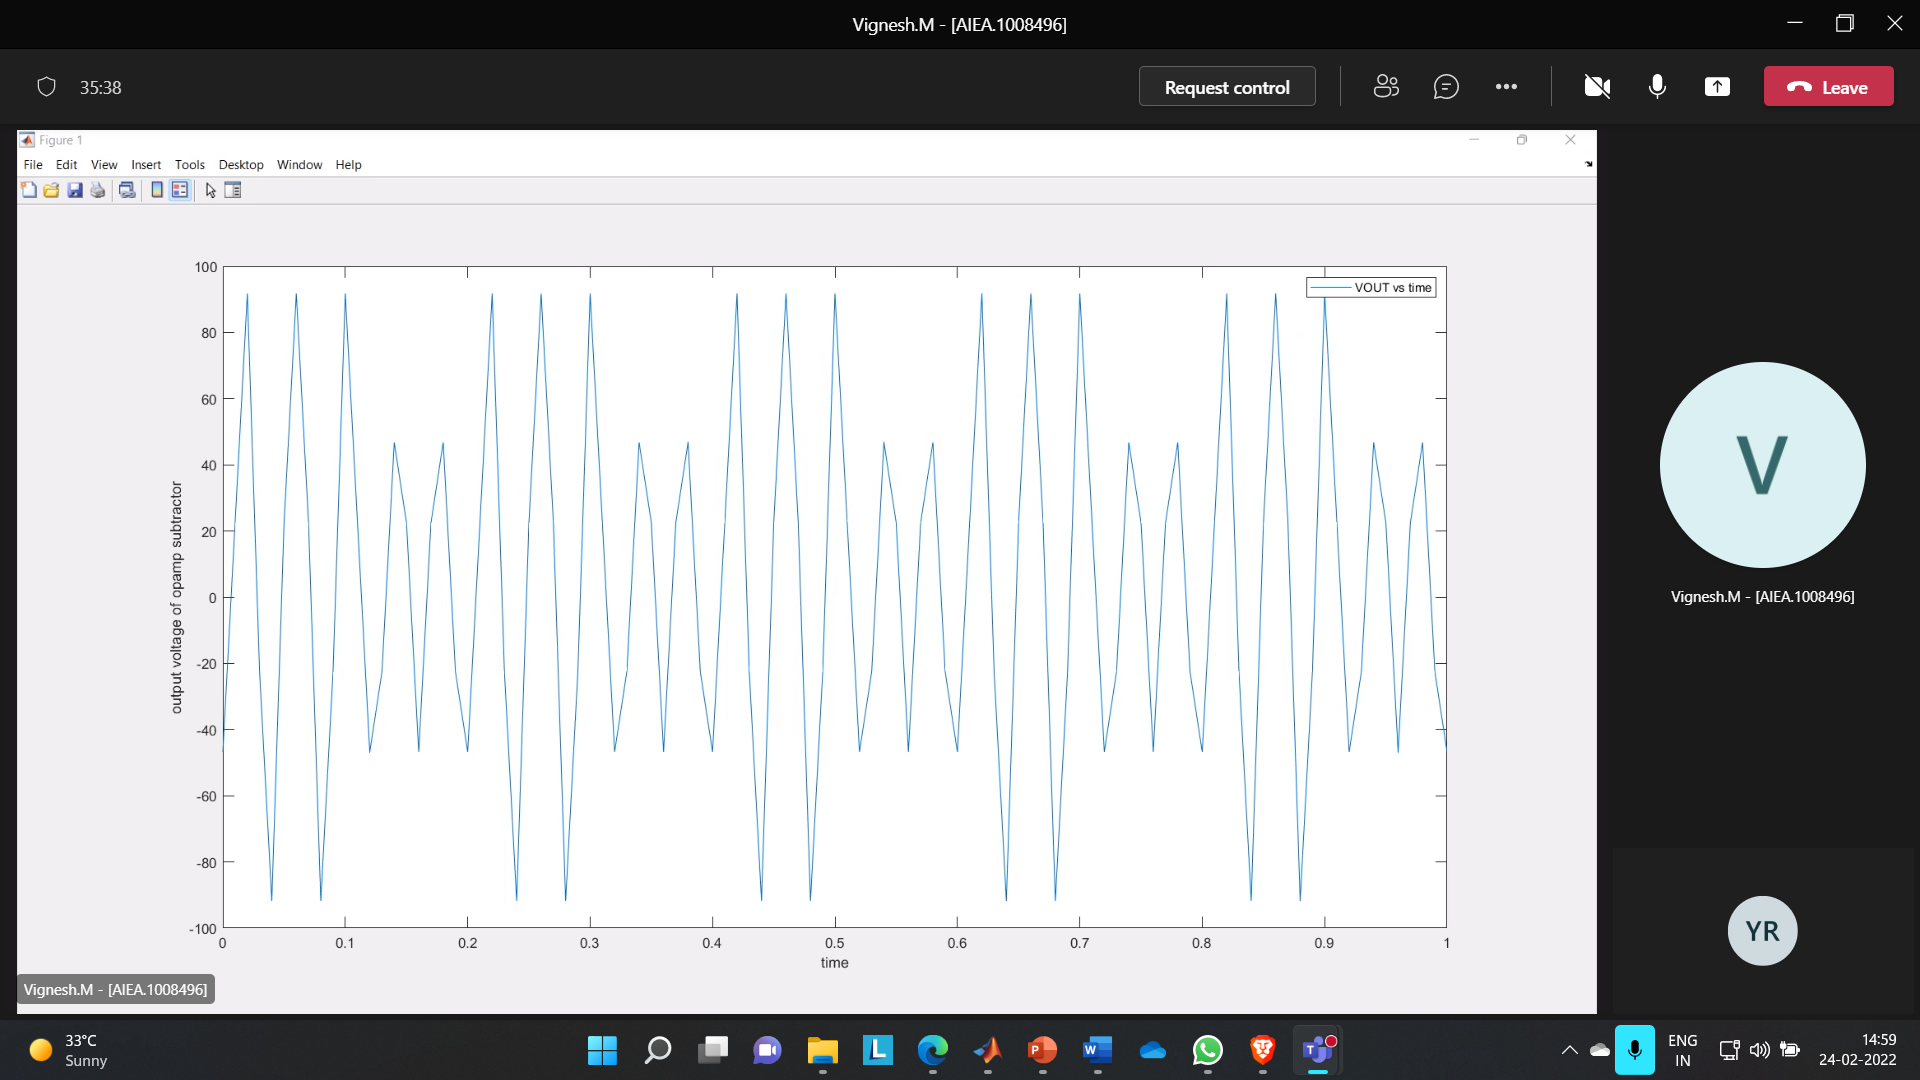 Vignesh.M - [AIEA.1008496]
35:38
Request control
Leave
Figure 1
File Edit View Insert Tools Desktop Window Help
VOUT vs time
100
80
60
40
20
0
-20
-40
-60
-80
-100
output voltage of opamp subtractor
0 0.1 0.2 0.3 0.4 0.5 0.6 0.7 0.8 0.9 1
time
V
Vignesh.M - [AIEA.1008496]
YR
Vignesh.M - [AIEA.1008496]
33°C
Sunny
L
P
W
T
ENG
IN
14:59
24-02-2022